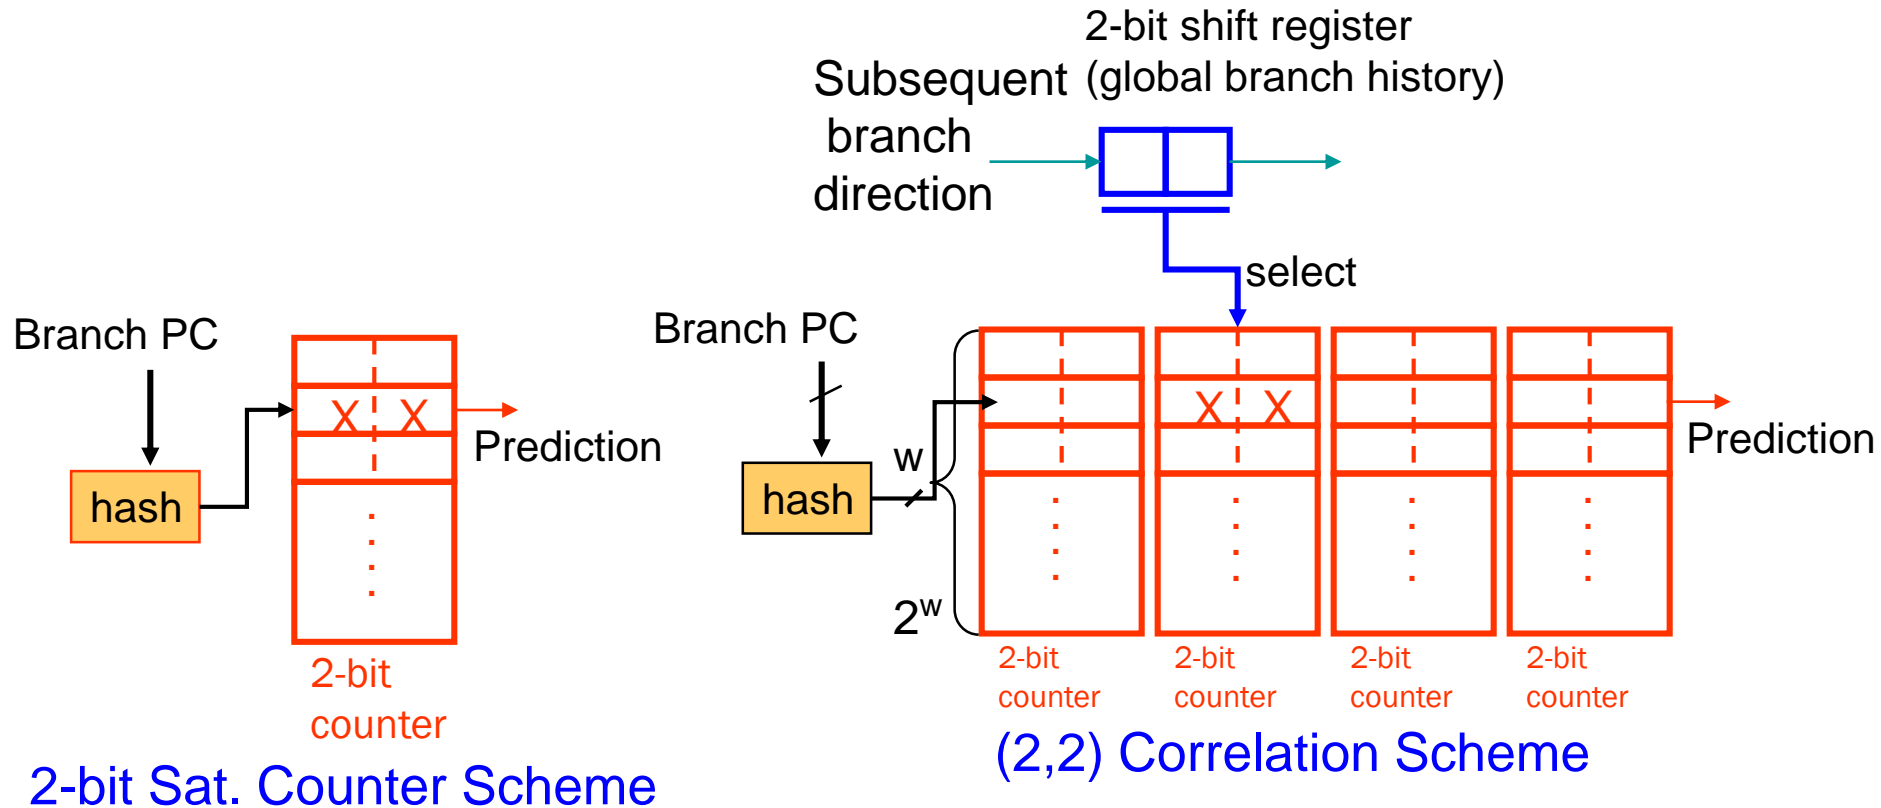 2-bit shift register
(global branch history)
Subsequent
branch
direction
select
Branch PC
hash
X X
Prediction
2-bit
counter
2-bit Sat. Counter Scheme
Branch PC
hash
w
2^w
X X
Prediction
2-bit
counter
2-bit
counter
2-bit
counter
2-bit
counter
(2,2) Correlation Scheme